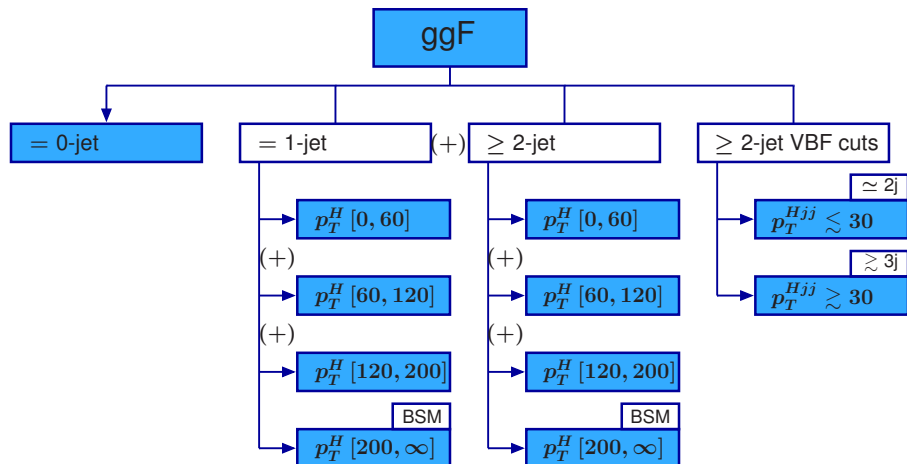 ggF
= 0-jet
= 1-jet (+) ≥ 2-jet
≥ 2-jet VBF cuts
≃ 2j
p_T^H [0, 60]
p_T^H [0, 60]
p_T^{Hjj} ≲ 30
(+)
(+)
≳ 3j
p_T^H [60, 120]
p_T^H [60, 120]
p_T^{Hjj} ≳ 30
(+)
(+)
p_T^H [120, 200]
p_T^H [120, 200]
BSM
BSM
p_T^H [200, ∞]
p_T^H [200, ∞]